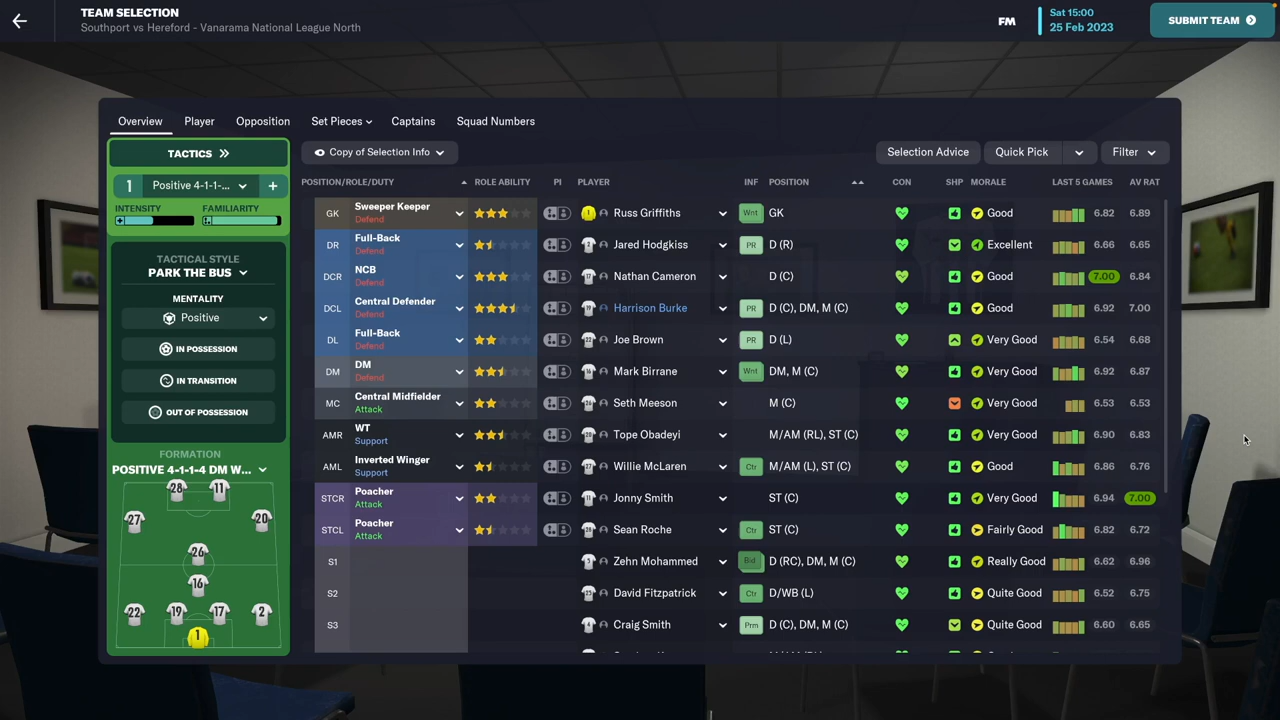 TEAM SELECTION
Southport vs Hereford - Vanarama National League North
FM
Sat 15:00
25 Feb 2023
SUBMIT TEAM
Overview Player Opposition Set Pieces Captains Squad Numbers
TACTICS
1 Positive 4-1-1-...
INTENSITY FAMILIARITY
TACTICAL STYLE
PARK THE BUS
MENTALITY
Positive
IN POSSESSION
IN TRANSITION
OUT OF POSSESSION
FORMATION
POSITIVE 4-1-1-4 DM W...
28 11
27 20
26
16
22 19 17 2
1
Copy of Selection Info Selection Advice Quick Pick Filter
POSITION/ROLE/DUTY ROLE ABILITY PI PLAYER INF POSITION CON SHP MORALE LAST 5 GAMES AV RAT
GK Sweeper Keeper Defend Russ Griffiths Wnt GK Good 6.82 6.89
DR Full-Back Defend Jared Hodgkiss PR D (R) Excellent 6.66 6.65
DCR NCB Defend Nathan Cameron D (C) Good 7.00 6.84
DCL Central Defender Defend Harrison Burke PR D (C), DM, M (C) Good 6.92 7.00
DL Full-Back Defend Joe Brown PR D (L) Very Good 6.54 6.68
DM DM Defend Mark Birrane Wnt DM, M (C) Very Good 6.92 6.87
MC Central Midfielder Attack Seth Meeson M (C) Very Good 6.53 6.53
AMR WT Support Tope Obadeyi M/AM (RL), ST (C) Very Good 6.90 6.83
AML Inverted Winger Support Willie McLaren Ctr M/AM (L), ST (C) Good 6.86 6.76
STCR Poacher Attack Jonny Smith ST (C) Very Good 6.94 7.00
STCL Poacher Attack Sean Roche Ctr ST (C) Fairly Good 6.82 6.72
S1 Zehn Mohammed Bid D (RC), DM, M (C) Really Good 6.62 6.96
S2 David Fitzpatrick Ctr D/WB (L) Quite Good 6.52 6.75
S3 Craig Smith Prm D (C), DM, M (C) Quite Good 6.60 6.65